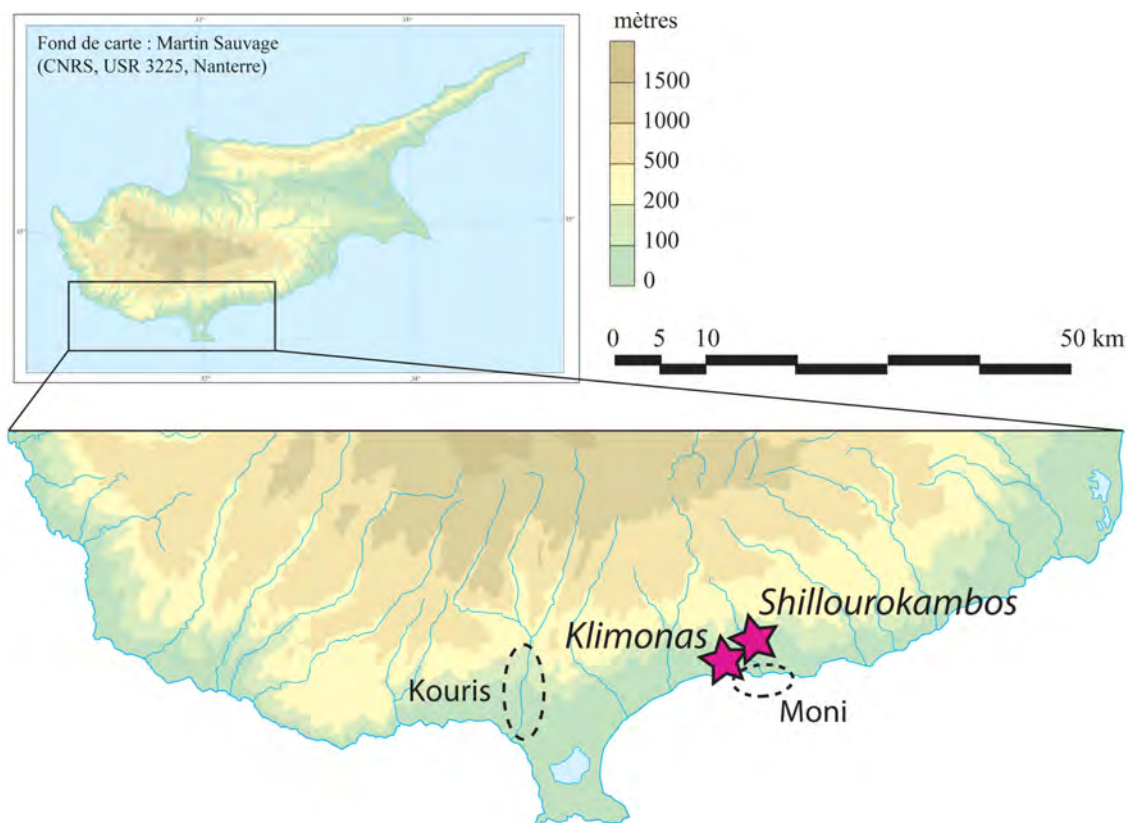 Fond de carte : Martin Sauvage
(CNRS, USR 3225, Nanterre)
mètres
1500
1000
500
200
100
0
0 5 10 50 km
Shillourokambos
Klimonas
Kouris
Moni